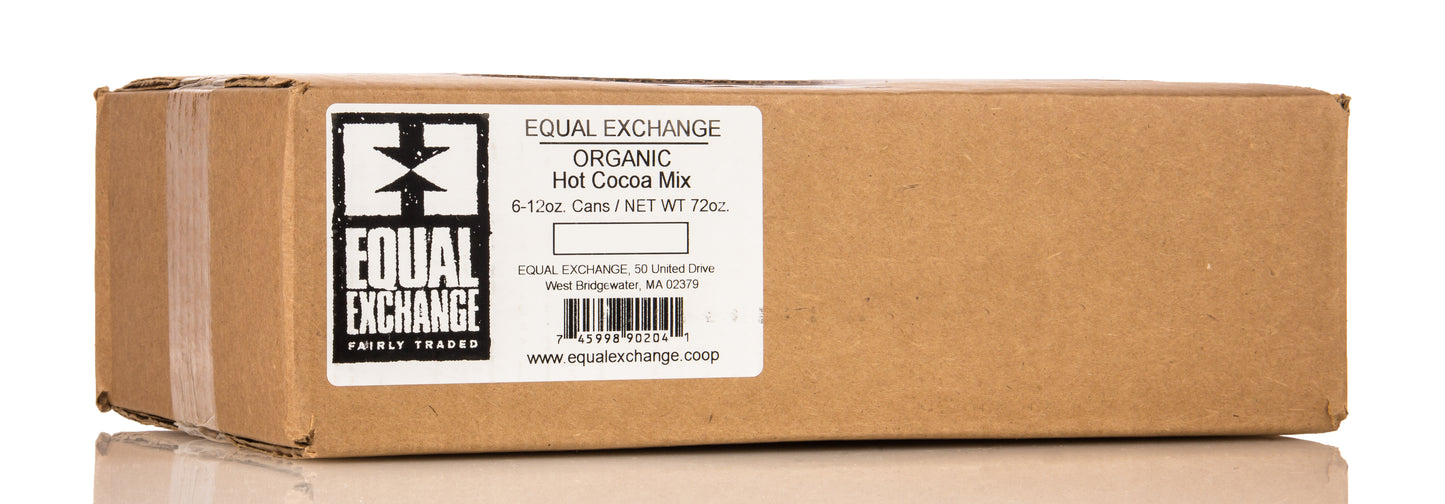 EQUAL
EXCHANGE
FAIRLY TRADED
EQUAL EXCHANGE
ORGANIC
Hot Cocoa Mix
6-12oz. Cans / NET WT 72oz.
EQUAL EXCHANGE, 50 United Drive
West Bridgewater, MA 02379
7 45998 90204 1
www.equalexchange.coop